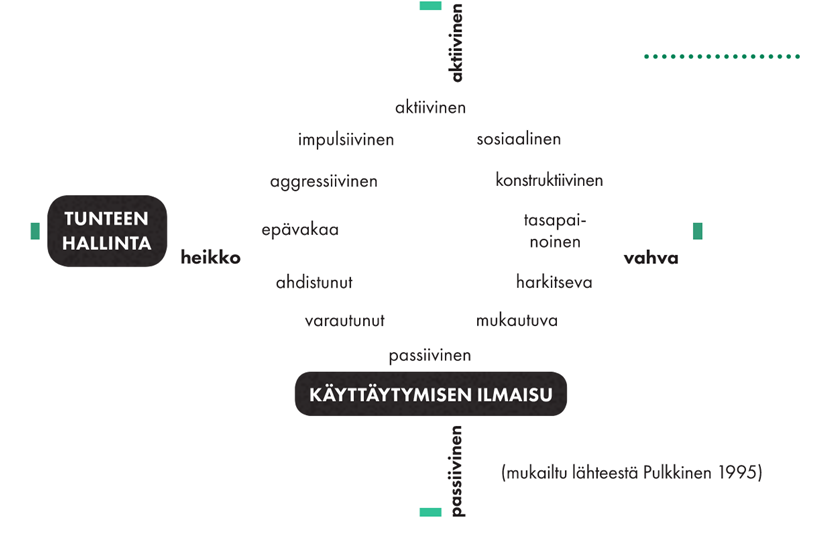 aktiivinen
aktiivinen
impulsiivinen
sosiaalinen
aggressiivinen
konstruktiivinen
TUNTEEN
HALLINTA
heikko
epävakaa
tasapai-
noinen
vahva
ahdistunut
harkitseva
varautunut
mukautuva
passiivinen
KÄYTTÄYTYMISEN ILMAISU
passiivinen
(mukailtu lähteestä Pulkkinen 1995)